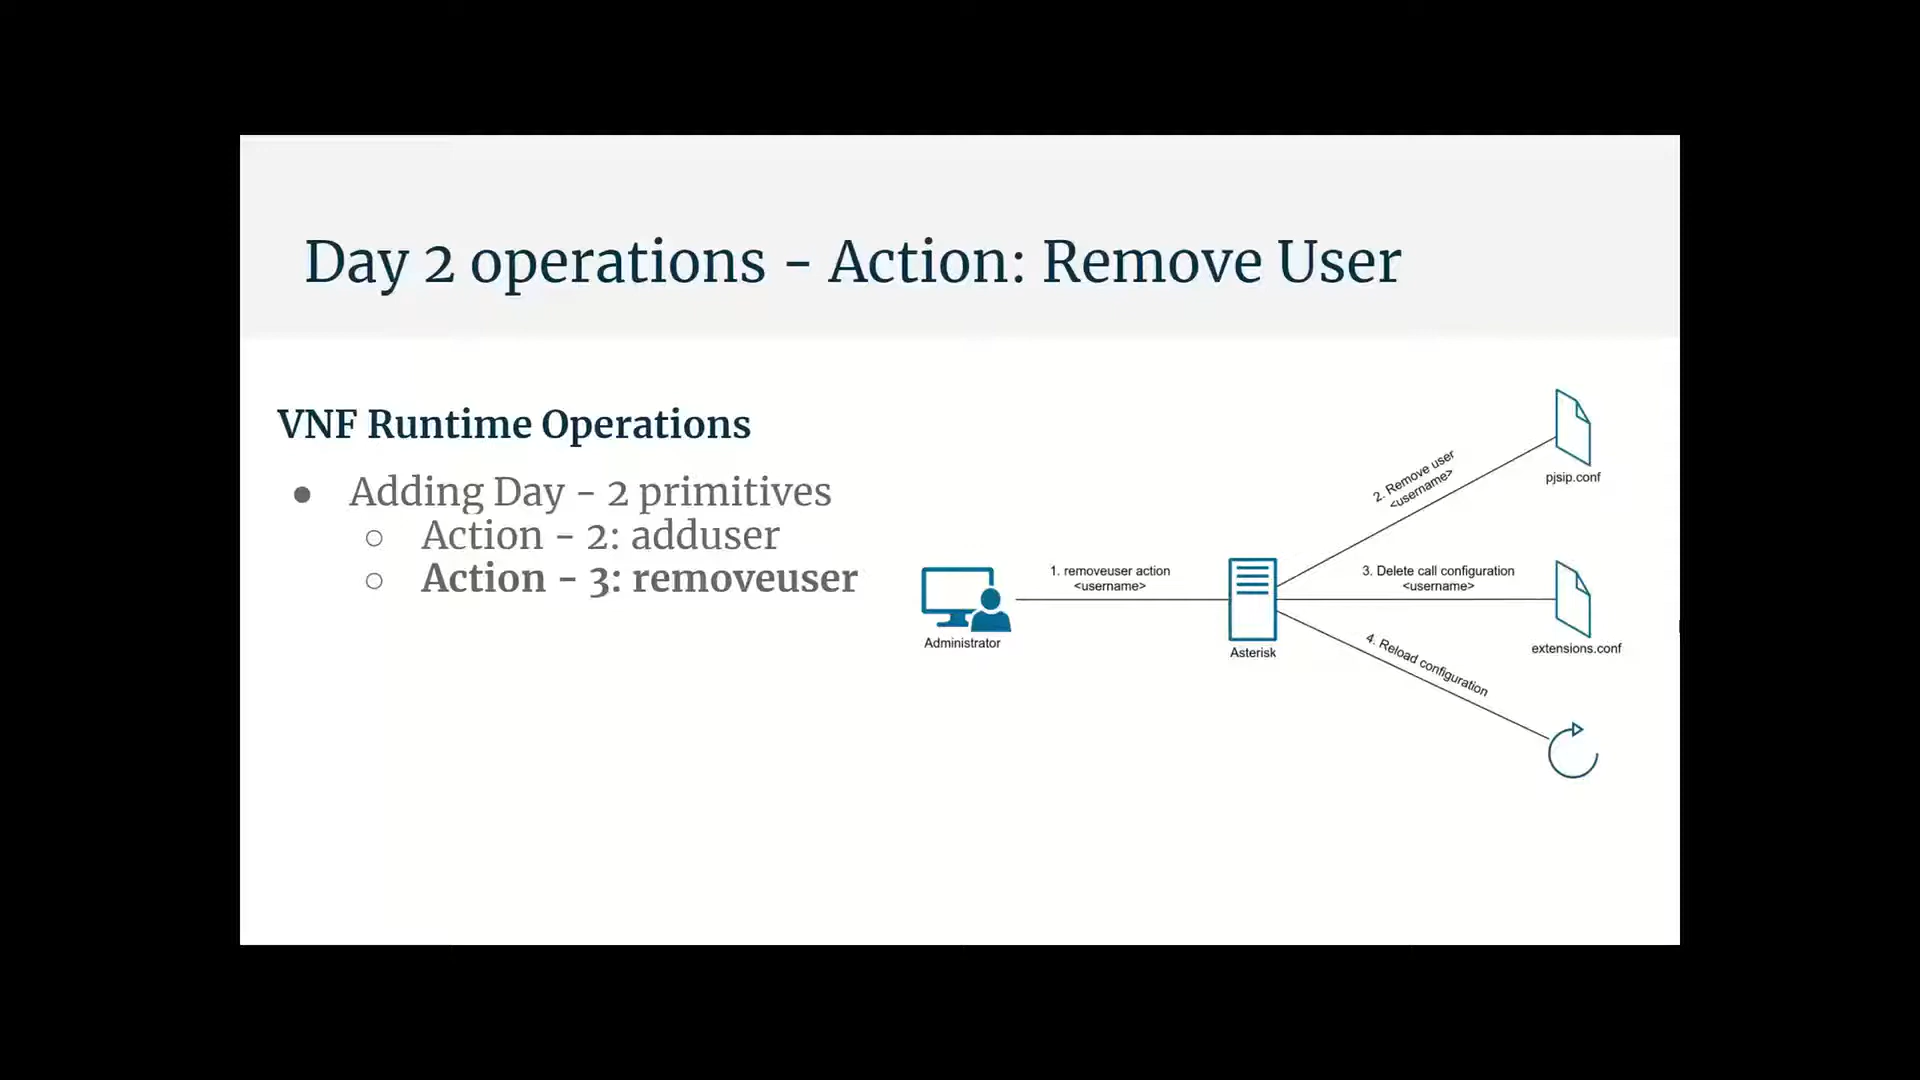 Day 2 operations - Action: Remove User
VNF Runtime Operations
● Adding Day - 2 primitives
○ Action - 2: adduser
○ Action - 3: removeuser
Administrator
1. removeuser action
<username>
Asterisk
2. Remove user
<username>
pjsip.conf
3. Delete call configuration
<username>
extensions.conf
4. Reload configuration